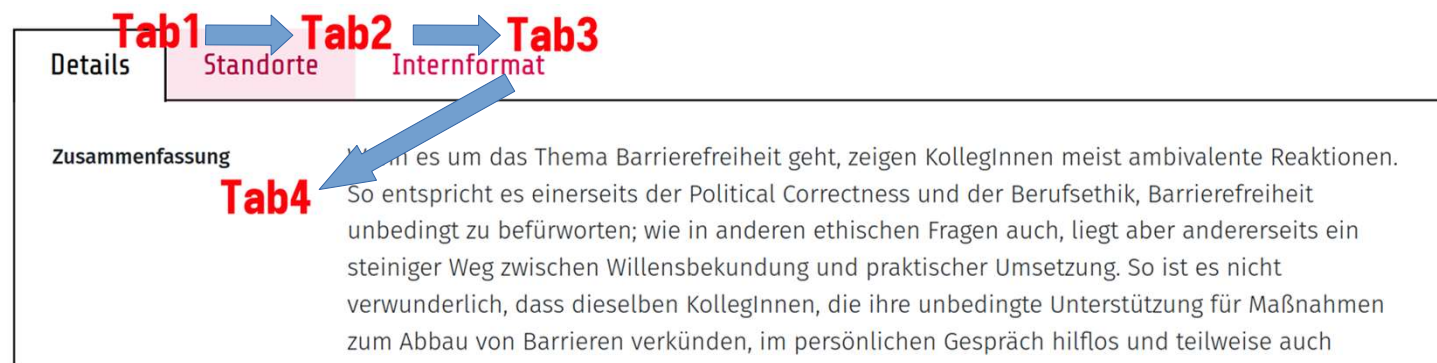 Tab1 Tab2 Tab3
Details Standorte Internformat
Zusammenfassung
es um das Thema Barrierefreiheit geht, zeigen KollegInnen meist ambivalente Reaktionen.
Tab4
So entspricht es einerseits der Political Correctness und der Berufsethik, Barrierefreiheit
unbedingt zu befürworten; wie in anderen ethischen Fragen auch, liegt aber andererseits ein
steiniger Weg zwischen Willensbekundung und praktischer Umsetzung. So ist es nicht
verwunderlich, dass dieselben KollegInnen, die ihre unbedingte Unterstützung für Maßnahmen
zum Abbau von Barrieren verkünden, im persönlichen Gespräch hilflos und teilweise auch